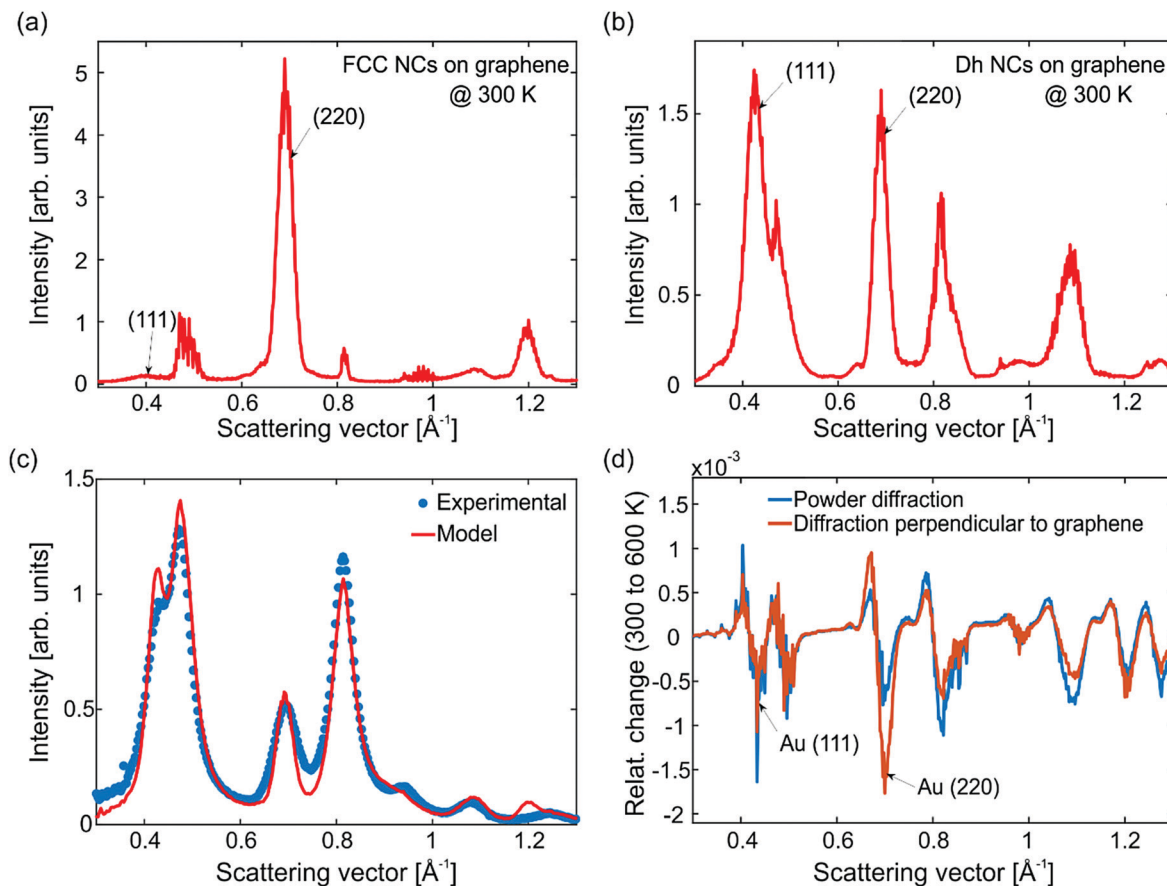 (a)
FCC NCs on graphene
@ 300 K
(220)
(111)
Intensity [arb. units]
5
4
3
2
1
0
0.4 0.6 0.8 1 1.2
Scattering vector [Å⁻¹]
(b)
Dh NCs on graphene
@ 300 K
(111)
(220)
Intensity [arb. units]
1.5
1
0.5
0
0.4 0.6 0.8 1 1.2
Scattering vector [Å⁻¹]
(c)
Experimental
Model
Intensity [arb. units]
1.5
1
0.5
0
0.4 0.6 0.8 1 1.2
Scattering vector [Å⁻¹]
(d)
x10⁻³
Powder diffraction
Diffraction perpendicular to graphene
Relat. change (300 to 600 K)
1.5
1
0.5
0
-0.5
-1
-1.5
-2
Au (111)
Au (220)
0.4 0.6 0.8 1 1.2
Scattering vector [Å⁻¹]